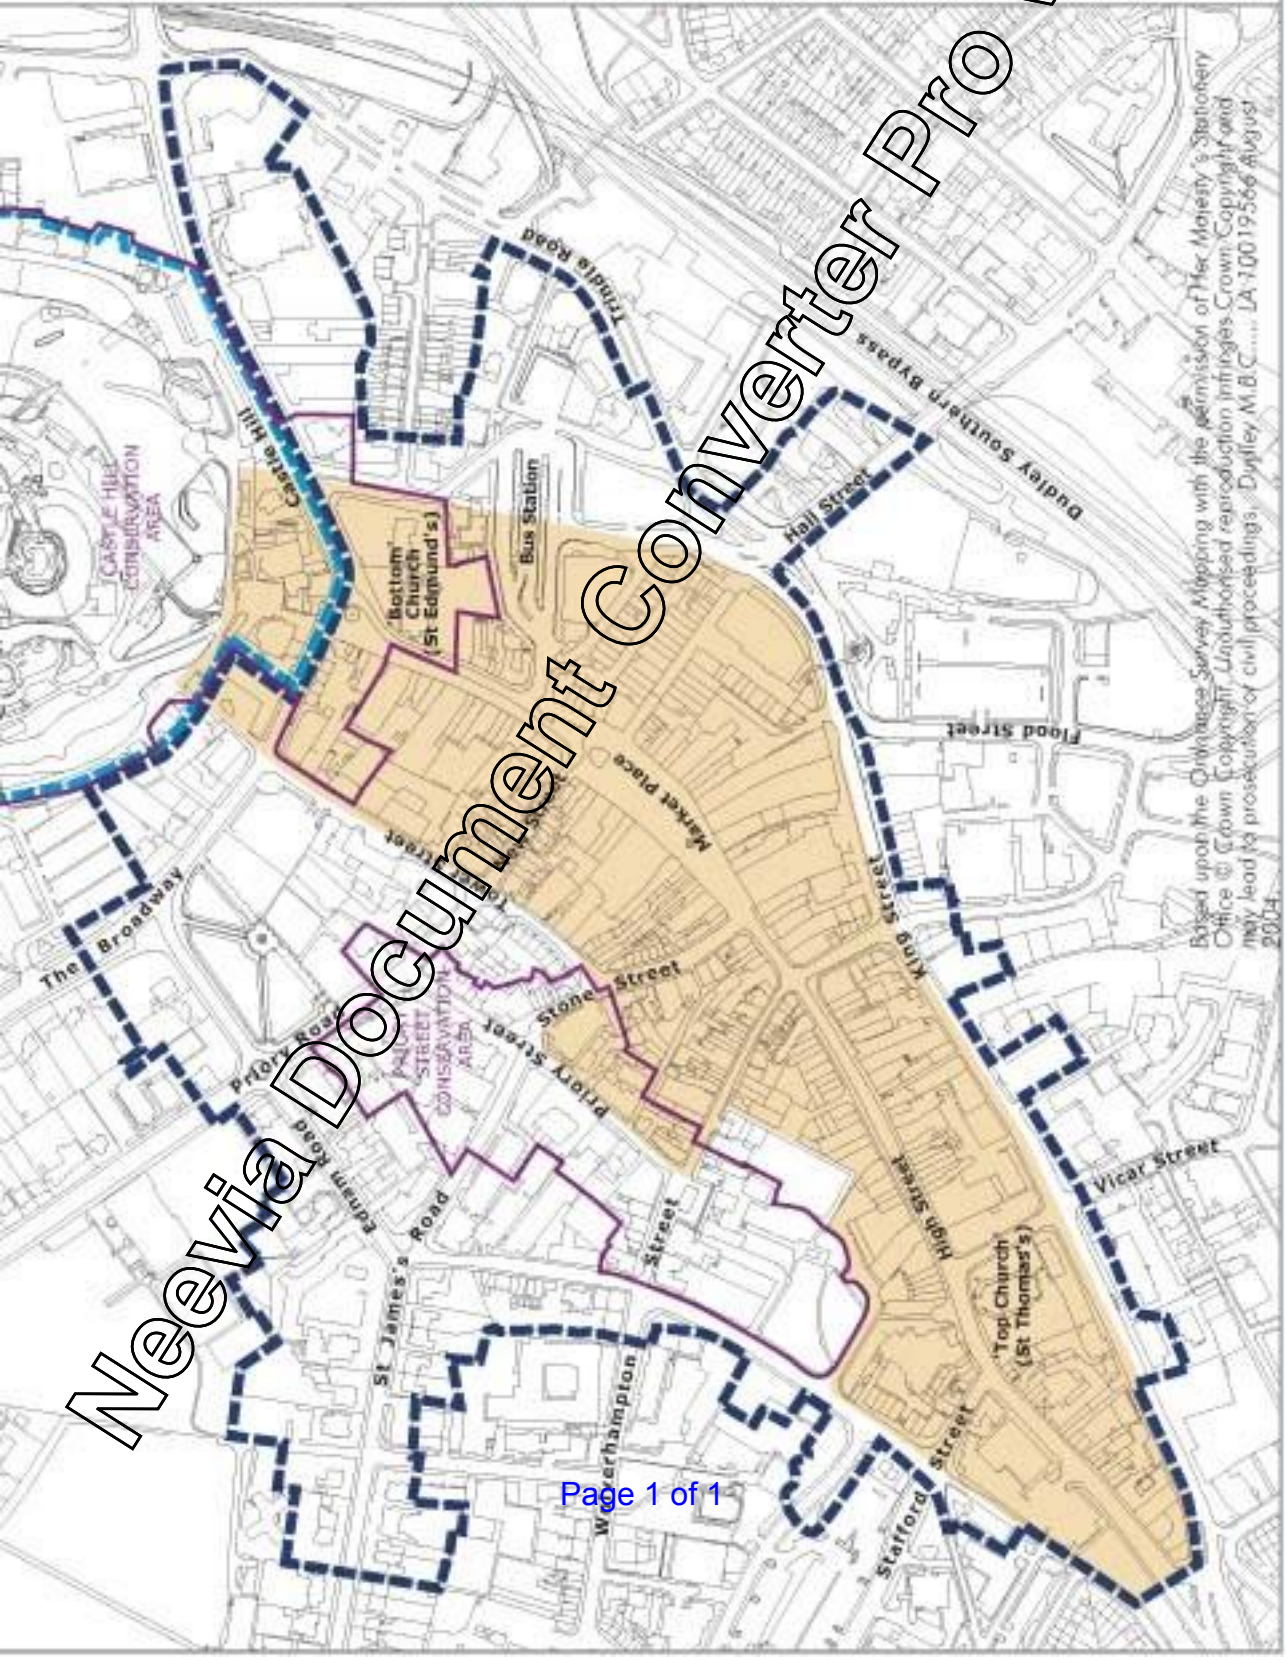 CASTLE HILL
CONSERVATION
AREA
Castle Hill
Trindle Road
'Bottom'
Church
(St Edmund's)
Bus Station
Hall Street
Dudley Southern Bypass
Flood Street
Market Place
Tower Street
The Broadway
Priory Road
STREET
CONSERVATION
AREA
Priory Street
Stone Street
King Street
Ednam Road
St James's Road
Street
High Street
Vicar Street
'Top Church'
(St Thomas's)
Wolverhampton
Stafford Street
Based upon the Ordnance Survey Mapping with the permission of Her Majesty's Stationery
Office © Crown Copyright. Unauthorised reproduction infringes Crown Copyright and
may lead to prosecution or civil proceedings. Dudley M.B.C...... LA 100019566 August
2004
Neevia Document Converter Pro
Page 1 of 1